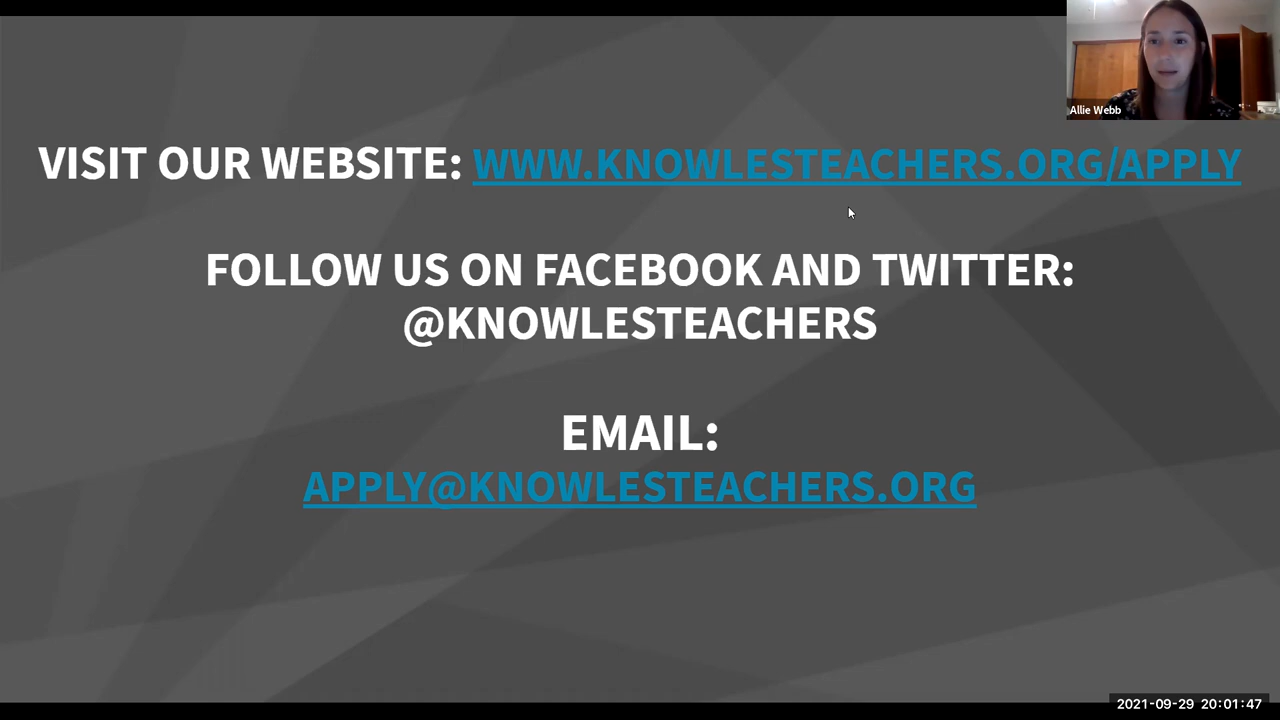 Allie Webb
VISIT OUR WEBSITE: WWW.KNOWLESTEACHERS.ORG/APPLY
FOLLOW US ON FACEBOOK AND TWITTER:
@KNOWLESTEACHERS
EMAIL:
APPLY@KNOWLESTEACHERS.ORG
2021-09-29 20:01:47